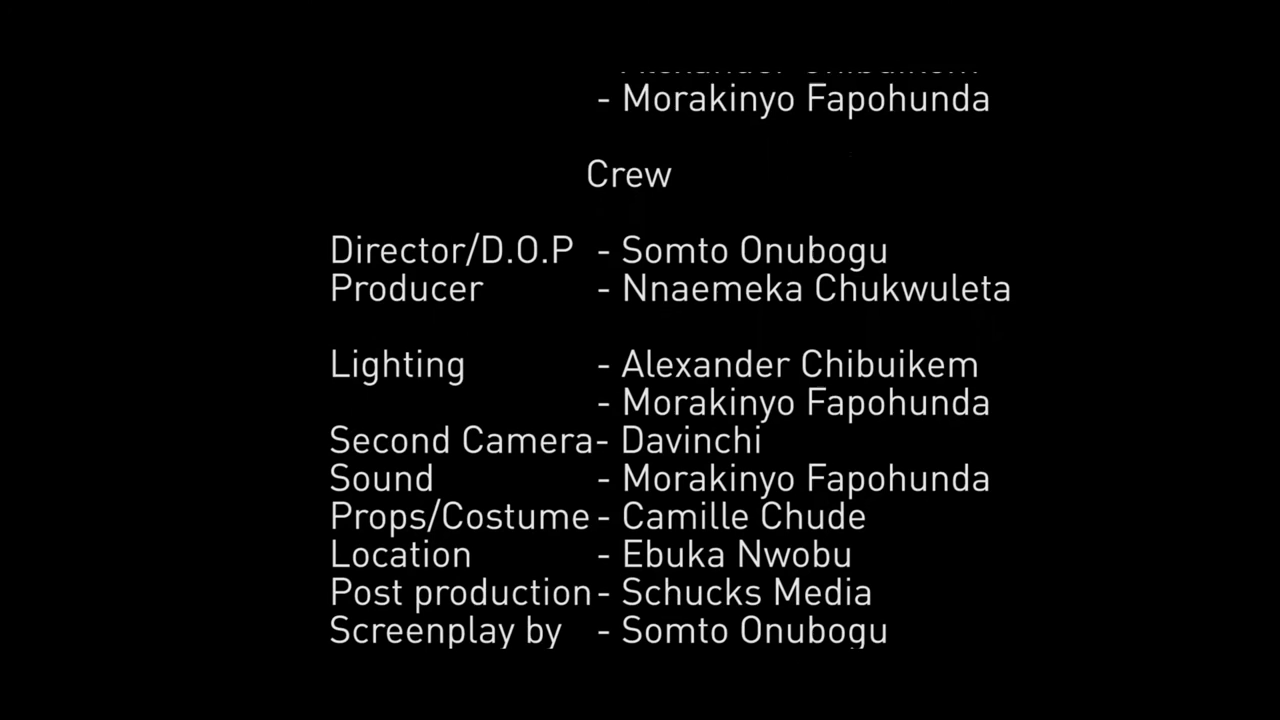 - Morakinyo Fapohunda
Crew
Director/D.O.P - Somto Onubogu
Producer - Nnaemeka Chukwuleta
Lighting - Alexander Chibuikem
- Morakinyo Fapohunda
Second Camera- Davinchi
Sound - Morakinyo Fapohunda
Props/Costume - Camille Chude
Location - Ebuka Nwobu
Post production - Schucks Media
Screenplay by - Somto Onubogu